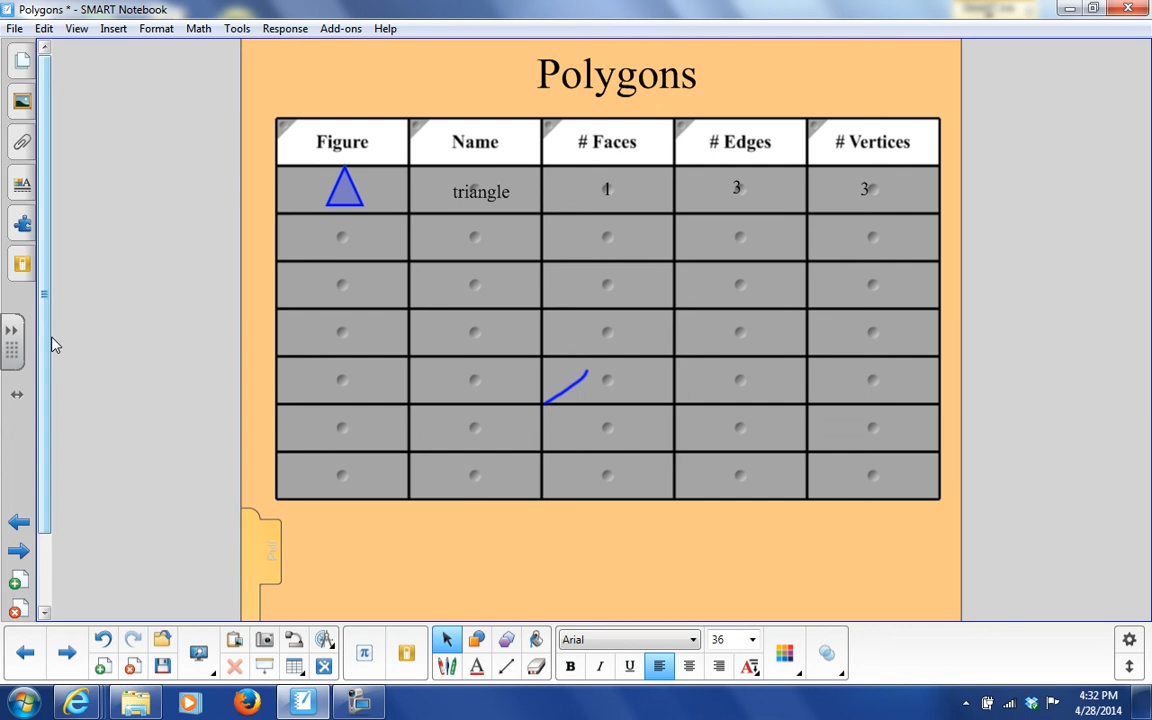 Polygons * - SMART Notebook
File Edit View Insert Format Math Tools Response Add-ons Help
Polygons
Figure Name # Faces # Edges # Vertices
triangle 1 3 3
Pull
π
Arial 36
B I U A
4:32 PM
4/28/2014